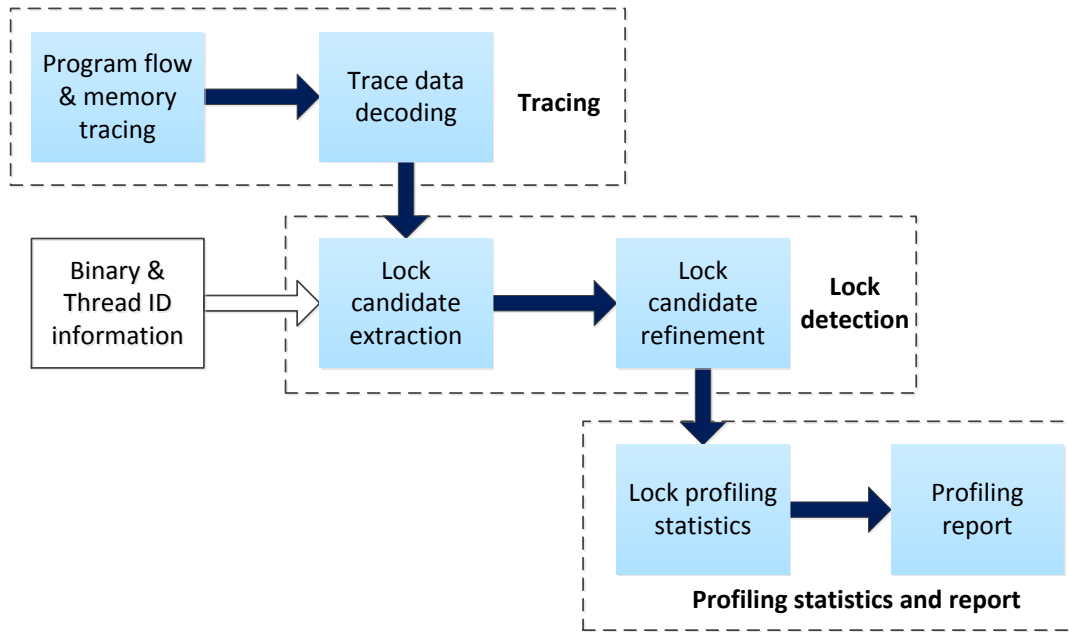 Program flow
& memory
tracing
Trace data
decoding
Tracing
Binary &
Thread ID
information
Lock
candidate
extraction
Lock
candidate
refinement
Lock
detection
Lock profiling
statistics
Profiling
report
Profiling statistics and report